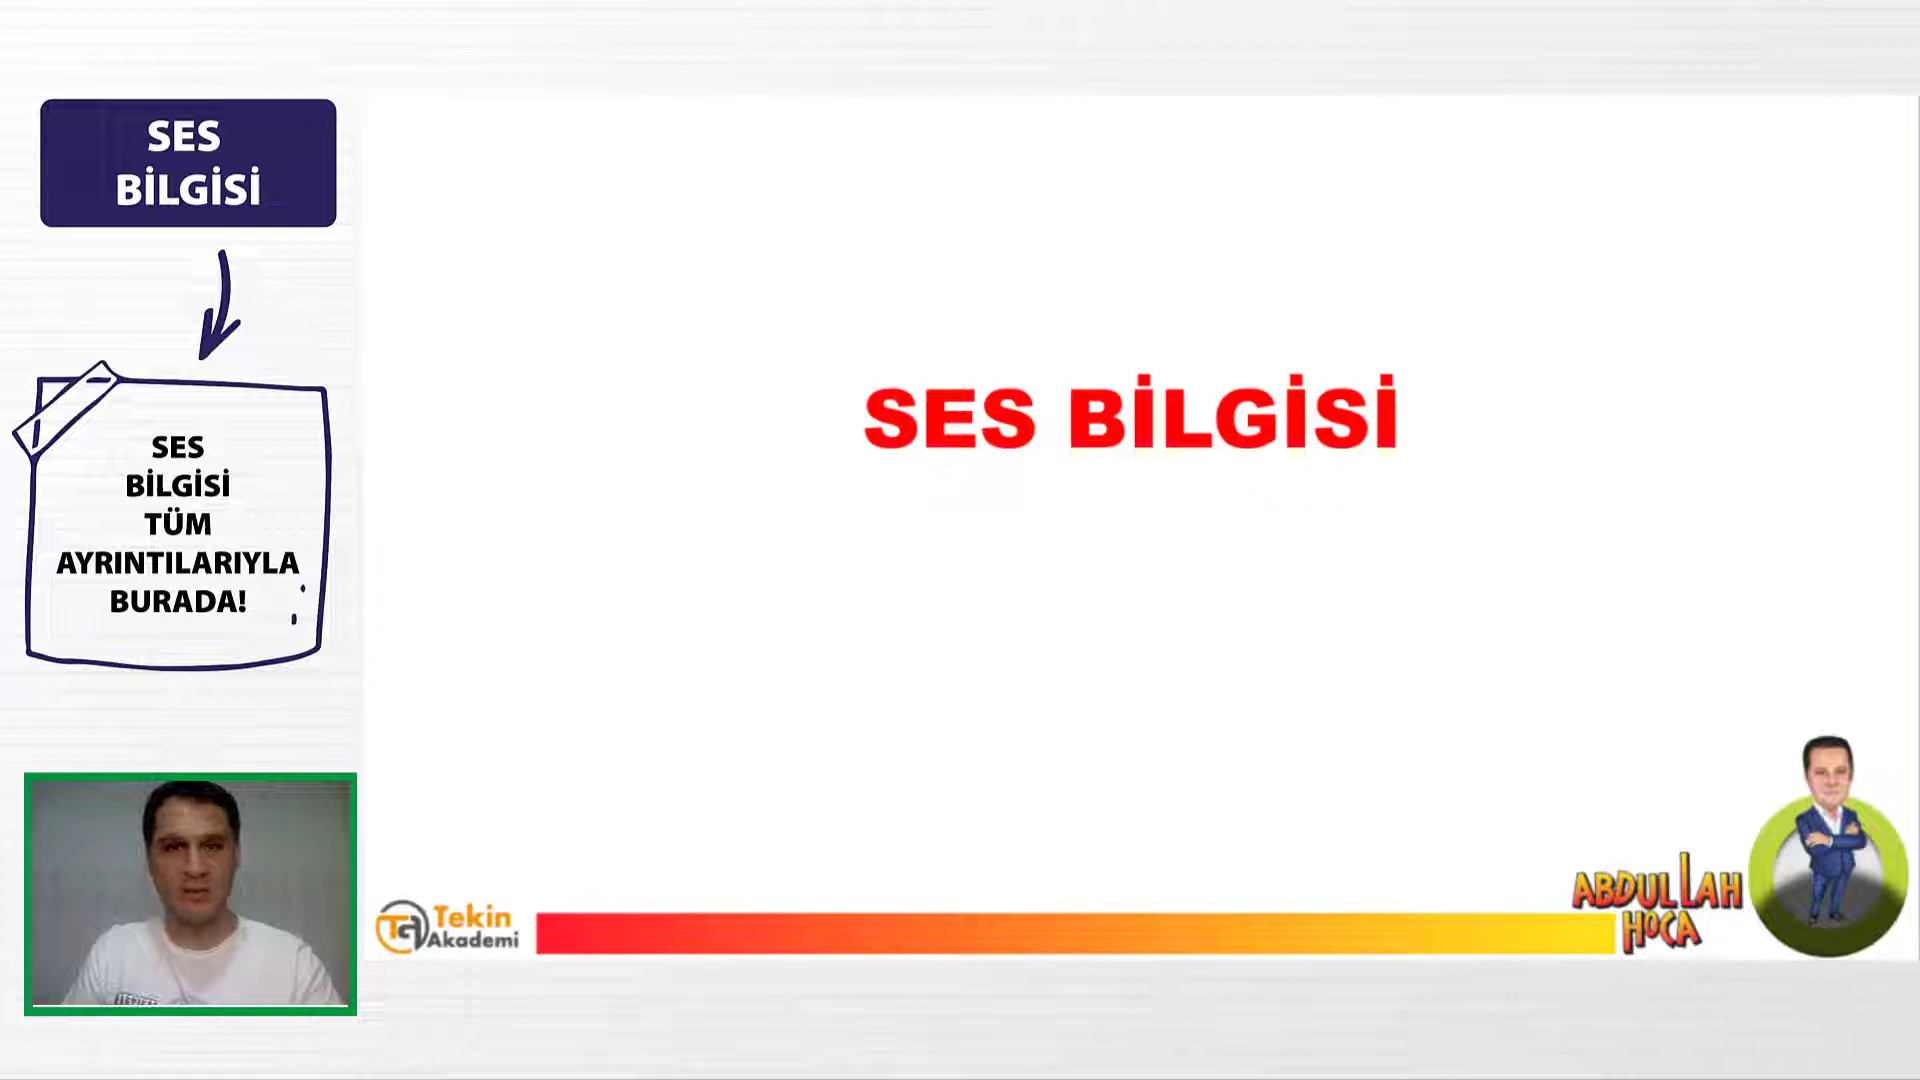 SES
BİLGİSİ
SES
BİLGİSİ
TÜM
AYRINTILARIYLA
BURADA!
SES BİLGİSİ
Tekin
Akademi
ABDULLAH
HOCA